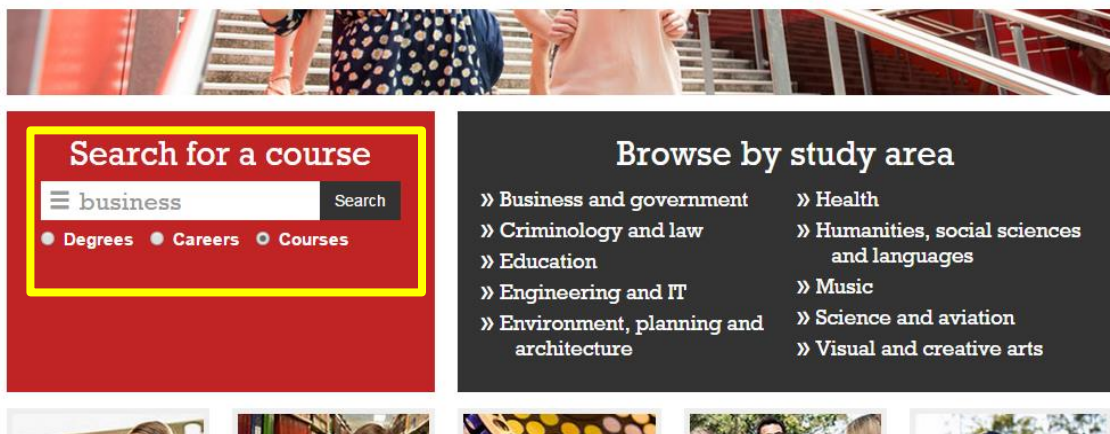 Search for a course
business
Search
Degrees Careers Courses
Browse by study area
» Business and government
» Criminology and law
» Education
» Engineering and IT
» Environment, planning and
architecture
» Health
» Humanities, social sciences
and languages
» Music
» Science and aviation
» Visual and creative arts